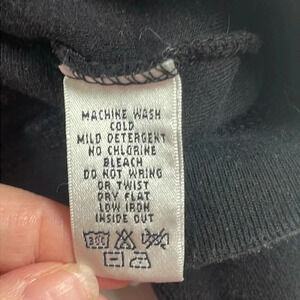 MACHINE WASH
COLD
MILD DETERGENT
NO CHLORINE
BLEACH
DO NOT WRING
OR TWIST
DRY FLAT
LOW IRON
INSIDE OUT